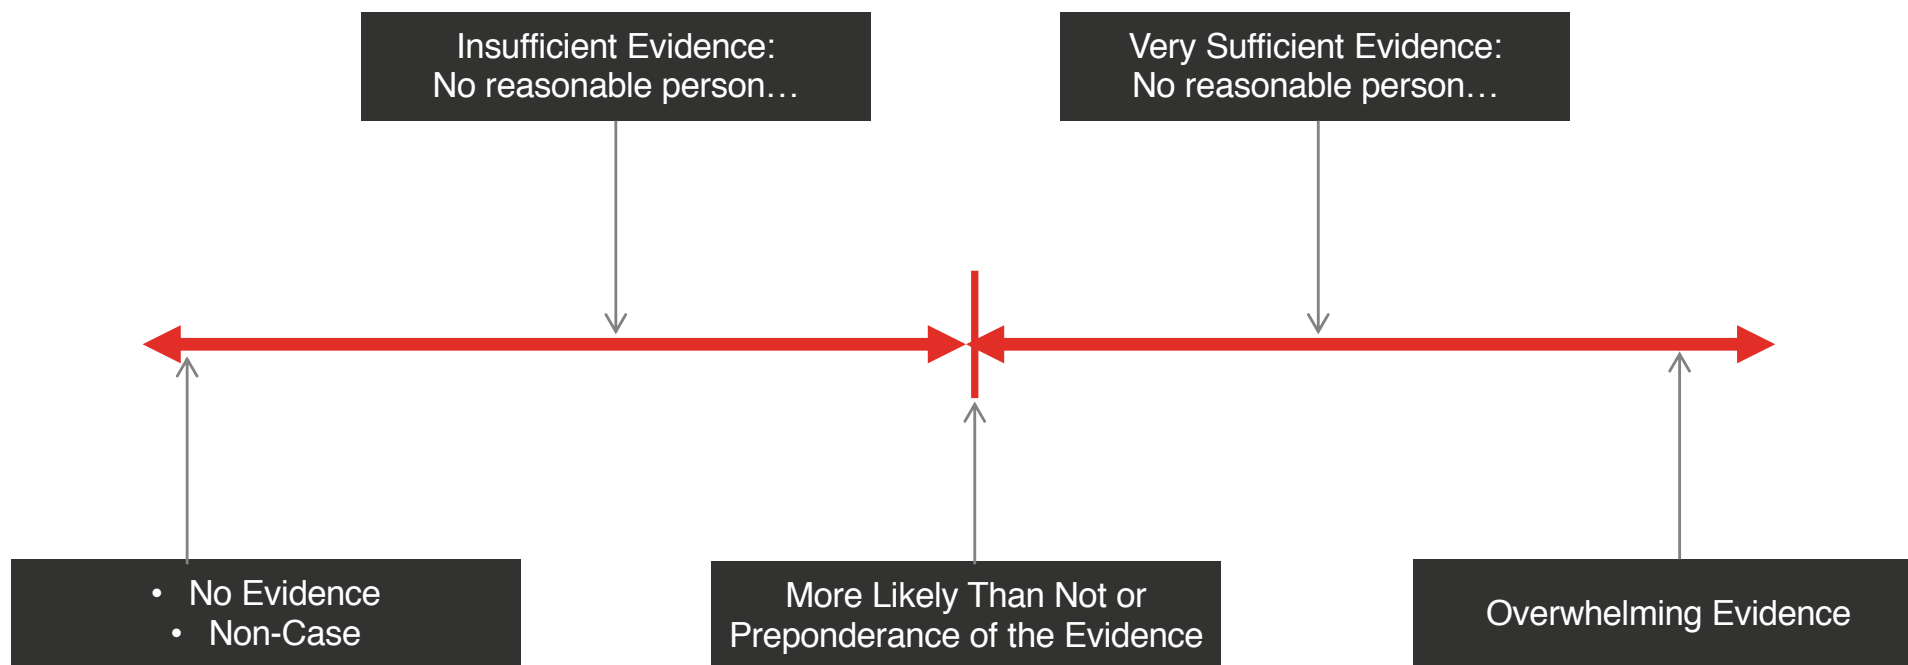 Insufficient Evidence:
No reasonable person…
Very Sufficient Evidence:
No reasonable person…
• No Evidence
• Non-Case
More Likely Than Not or
Preponderance of the Evidence
Overwhelming Evidence